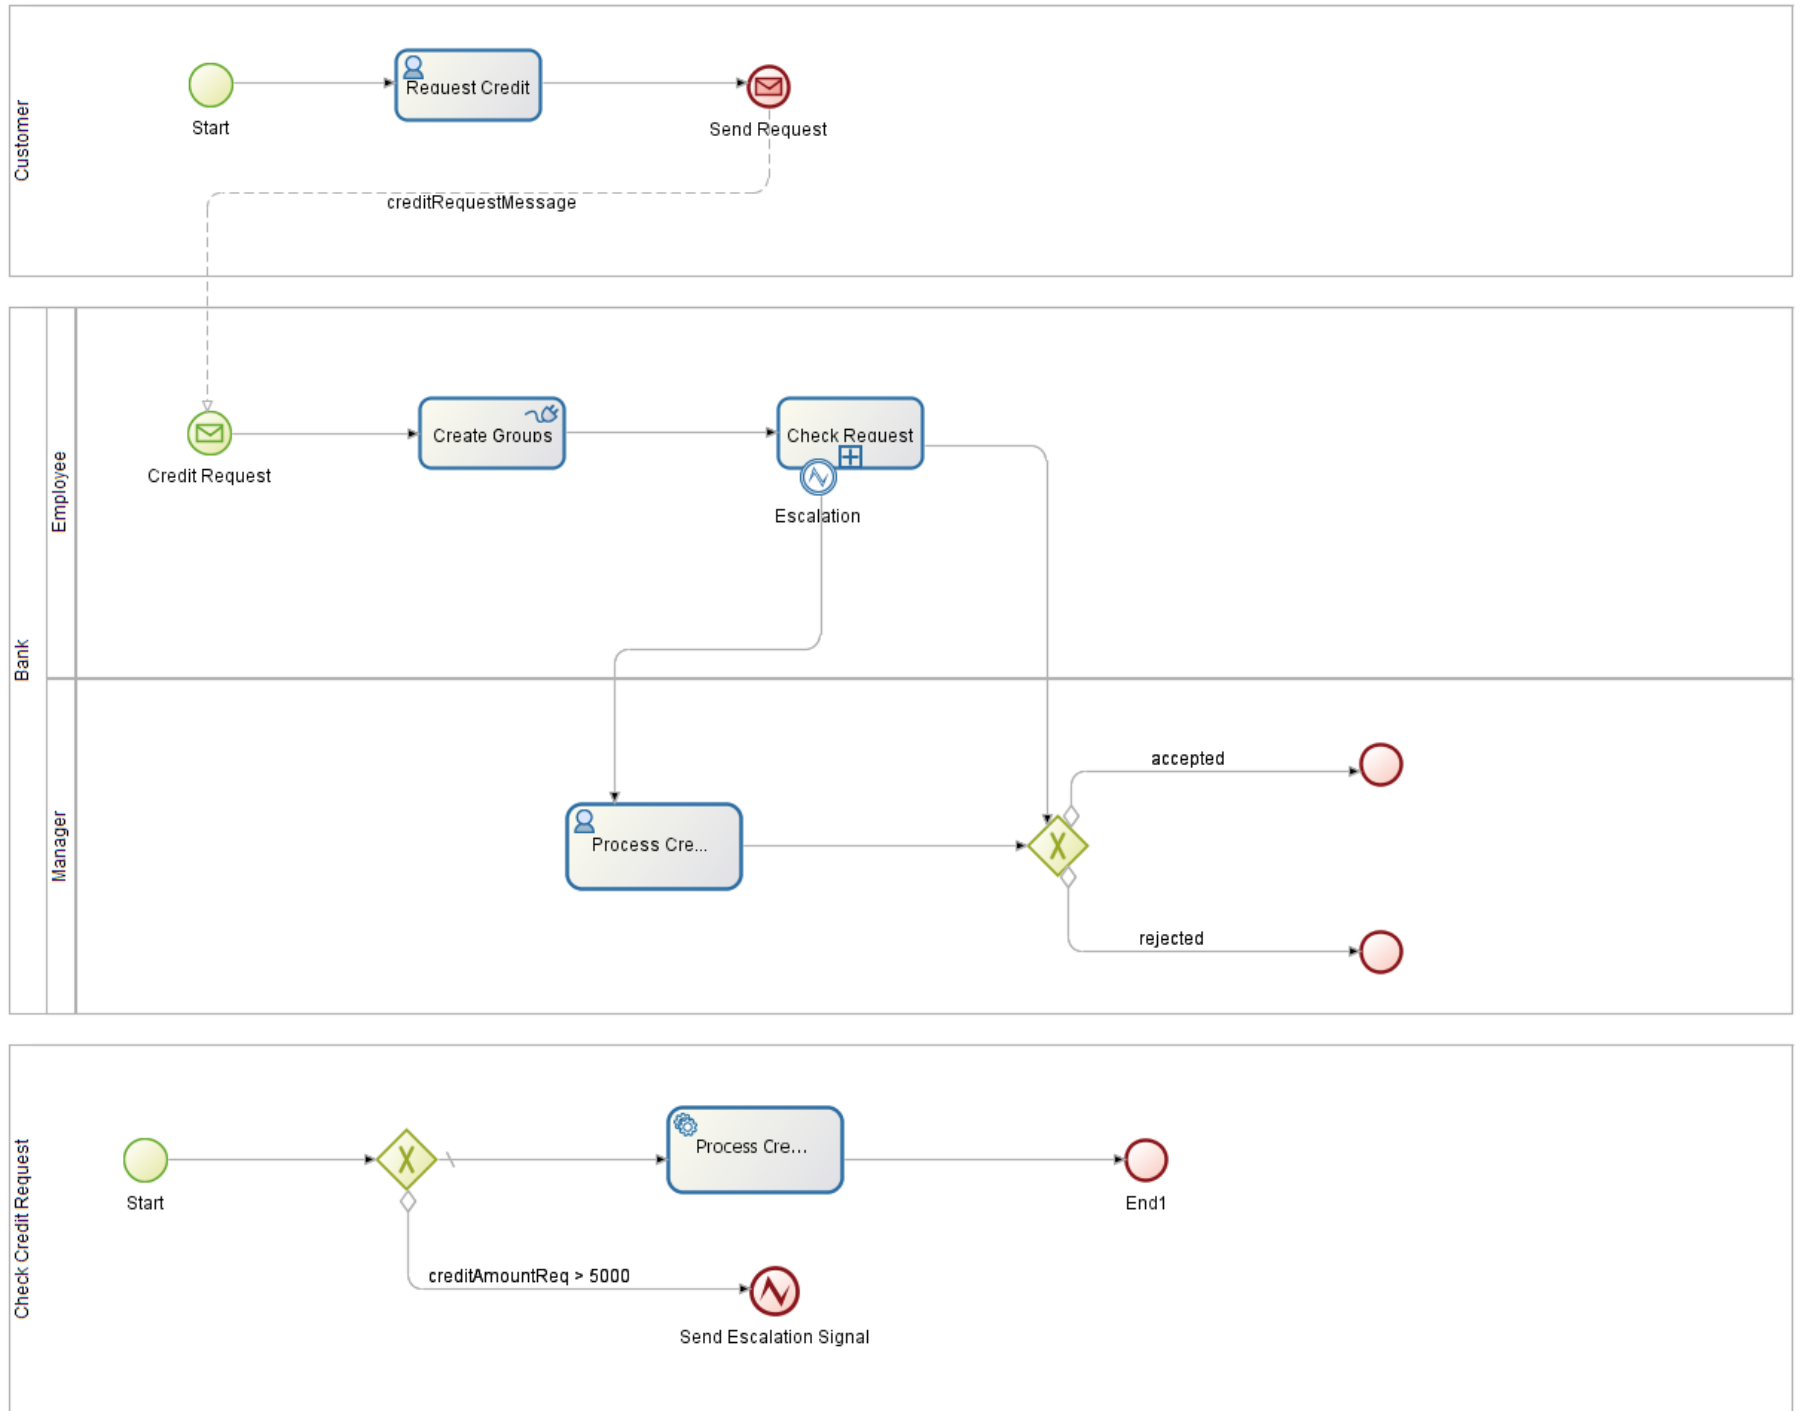 Customer
Start
Request Credit
Send Request
creditRequestMessage
Bank
Employee
Credit Request
Create Groups
Check Request
Escalation
Manager
Process Cre...
accepted
rejected
Check Credit Request
Start
Process Cre...
End1
creditAmountReq > 5000
Send Escalation Signal